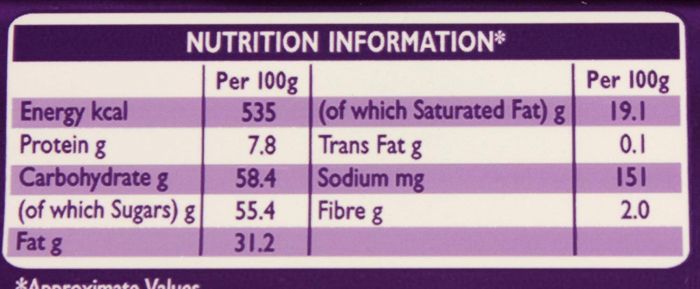 NUTRITION INFORMATION*
Per 100g Per 100g
Energy kcal 535 (of which Saturated Fat) g 19.1
Protein g 7.8 Trans Fat g 0.1
Carbohydrate g 58.4 Sodium mg 151
(of which Sugars) g 55.4 Fibre g 2.0
Fat g 31.2
*Approximate Values